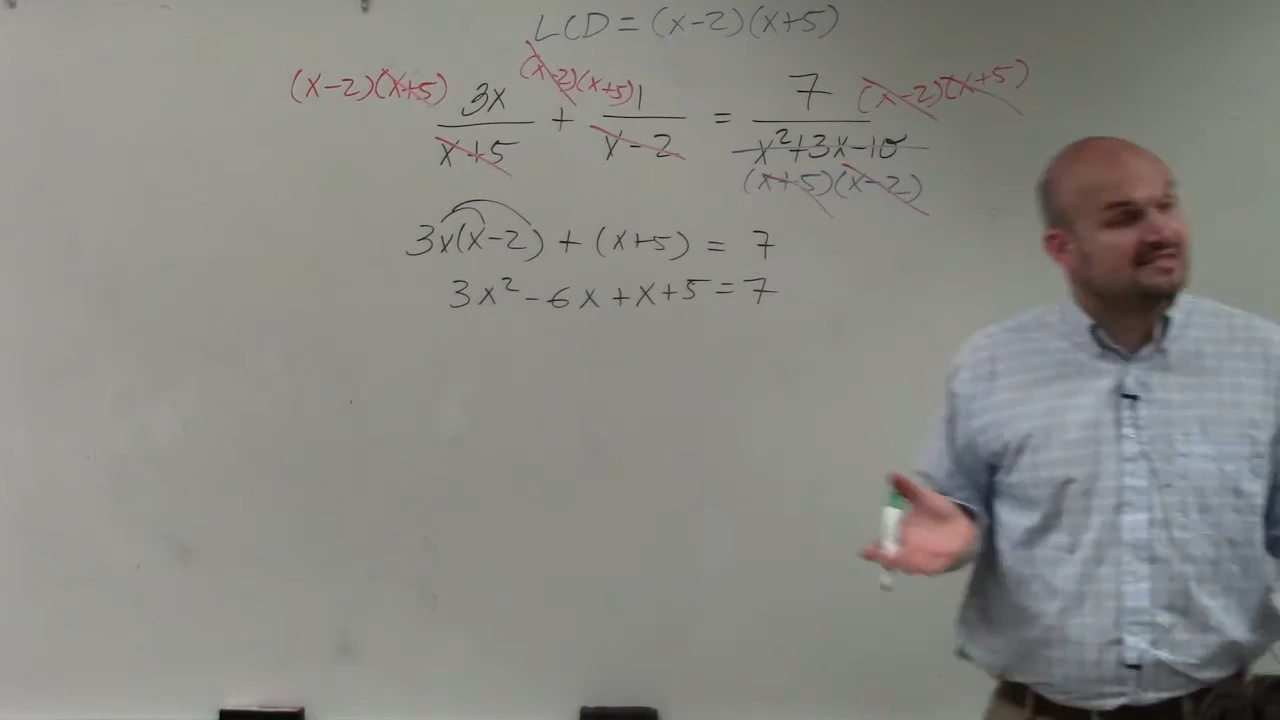 LCD = (x-2)(x+5)
(x-2)(x+5) 3x/(x+5) + (x-2)(x+5) 1/(x-2) = 7/(x²+3x-10) (x-2)(x+5)
(x+5)(x-2)
3x(x-2) + (x+5) = 7
3x² - 6x + x + 5 = 7